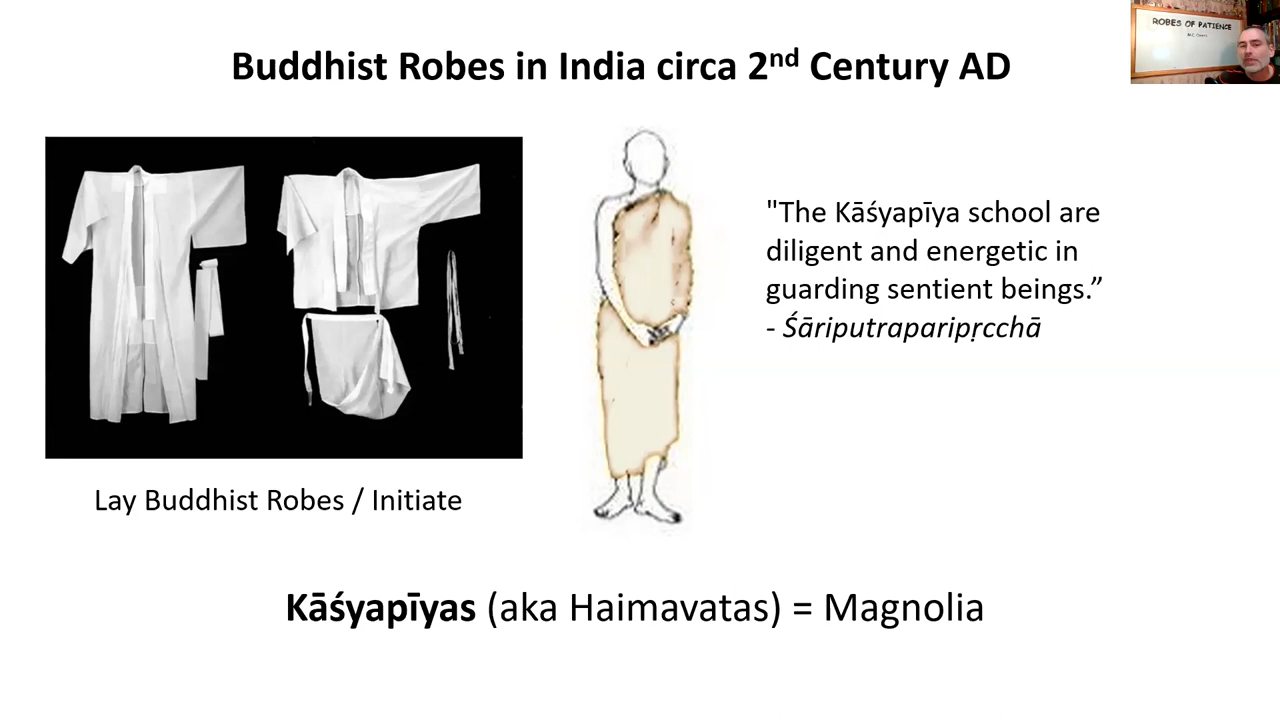 Buddhist Robes in India circa 2nd Century AD
ROBES OF PATIENCE
"The Kāśyapīya school are
diligent and energetic in
guarding sentient beings.”
- Śāriputraparipṛcchā
Lay Buddhist Robes / Initiate
Kāśyapīyas (aka Haimavatas) = Magnolia